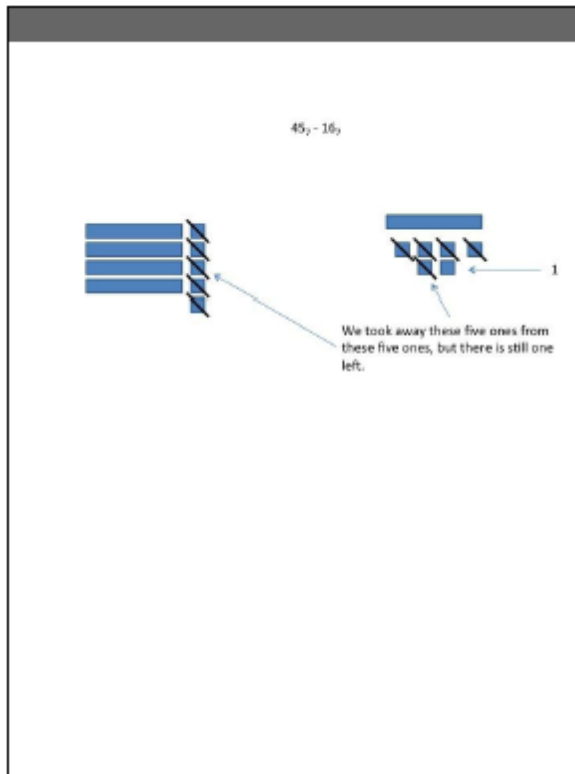 45₇ - 16₇
1
We took away these five ones from
these five ones, but there is still one
left.